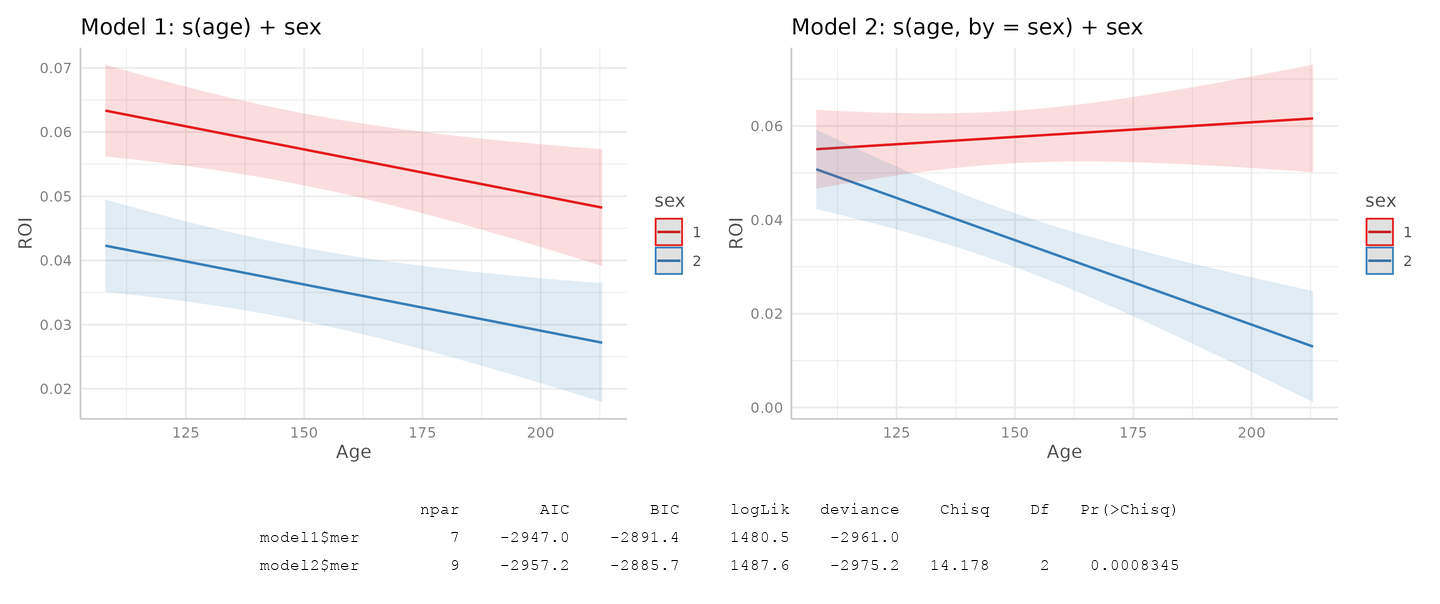 Model 1: s(age) + sex
0.07
0.06
0.05
0.04
0.03
0.02
ROI
125 150 175 200
Age
sex
1
2
Model 2: s(age, by = sex) + sex
0.06
0.04
0.02
0.00
ROI
125 150 175 200
Age
sex
1
2
npar AIC BIC logLik deviance Chisq Df Pr(>Chisq)
model1$mer 7 -2947.0 -2891.4 1480.5 -2961.0
model2$mer 9 -2957.2 -2885.7 1487.6 -2975.2 14.178 2 0.0008345